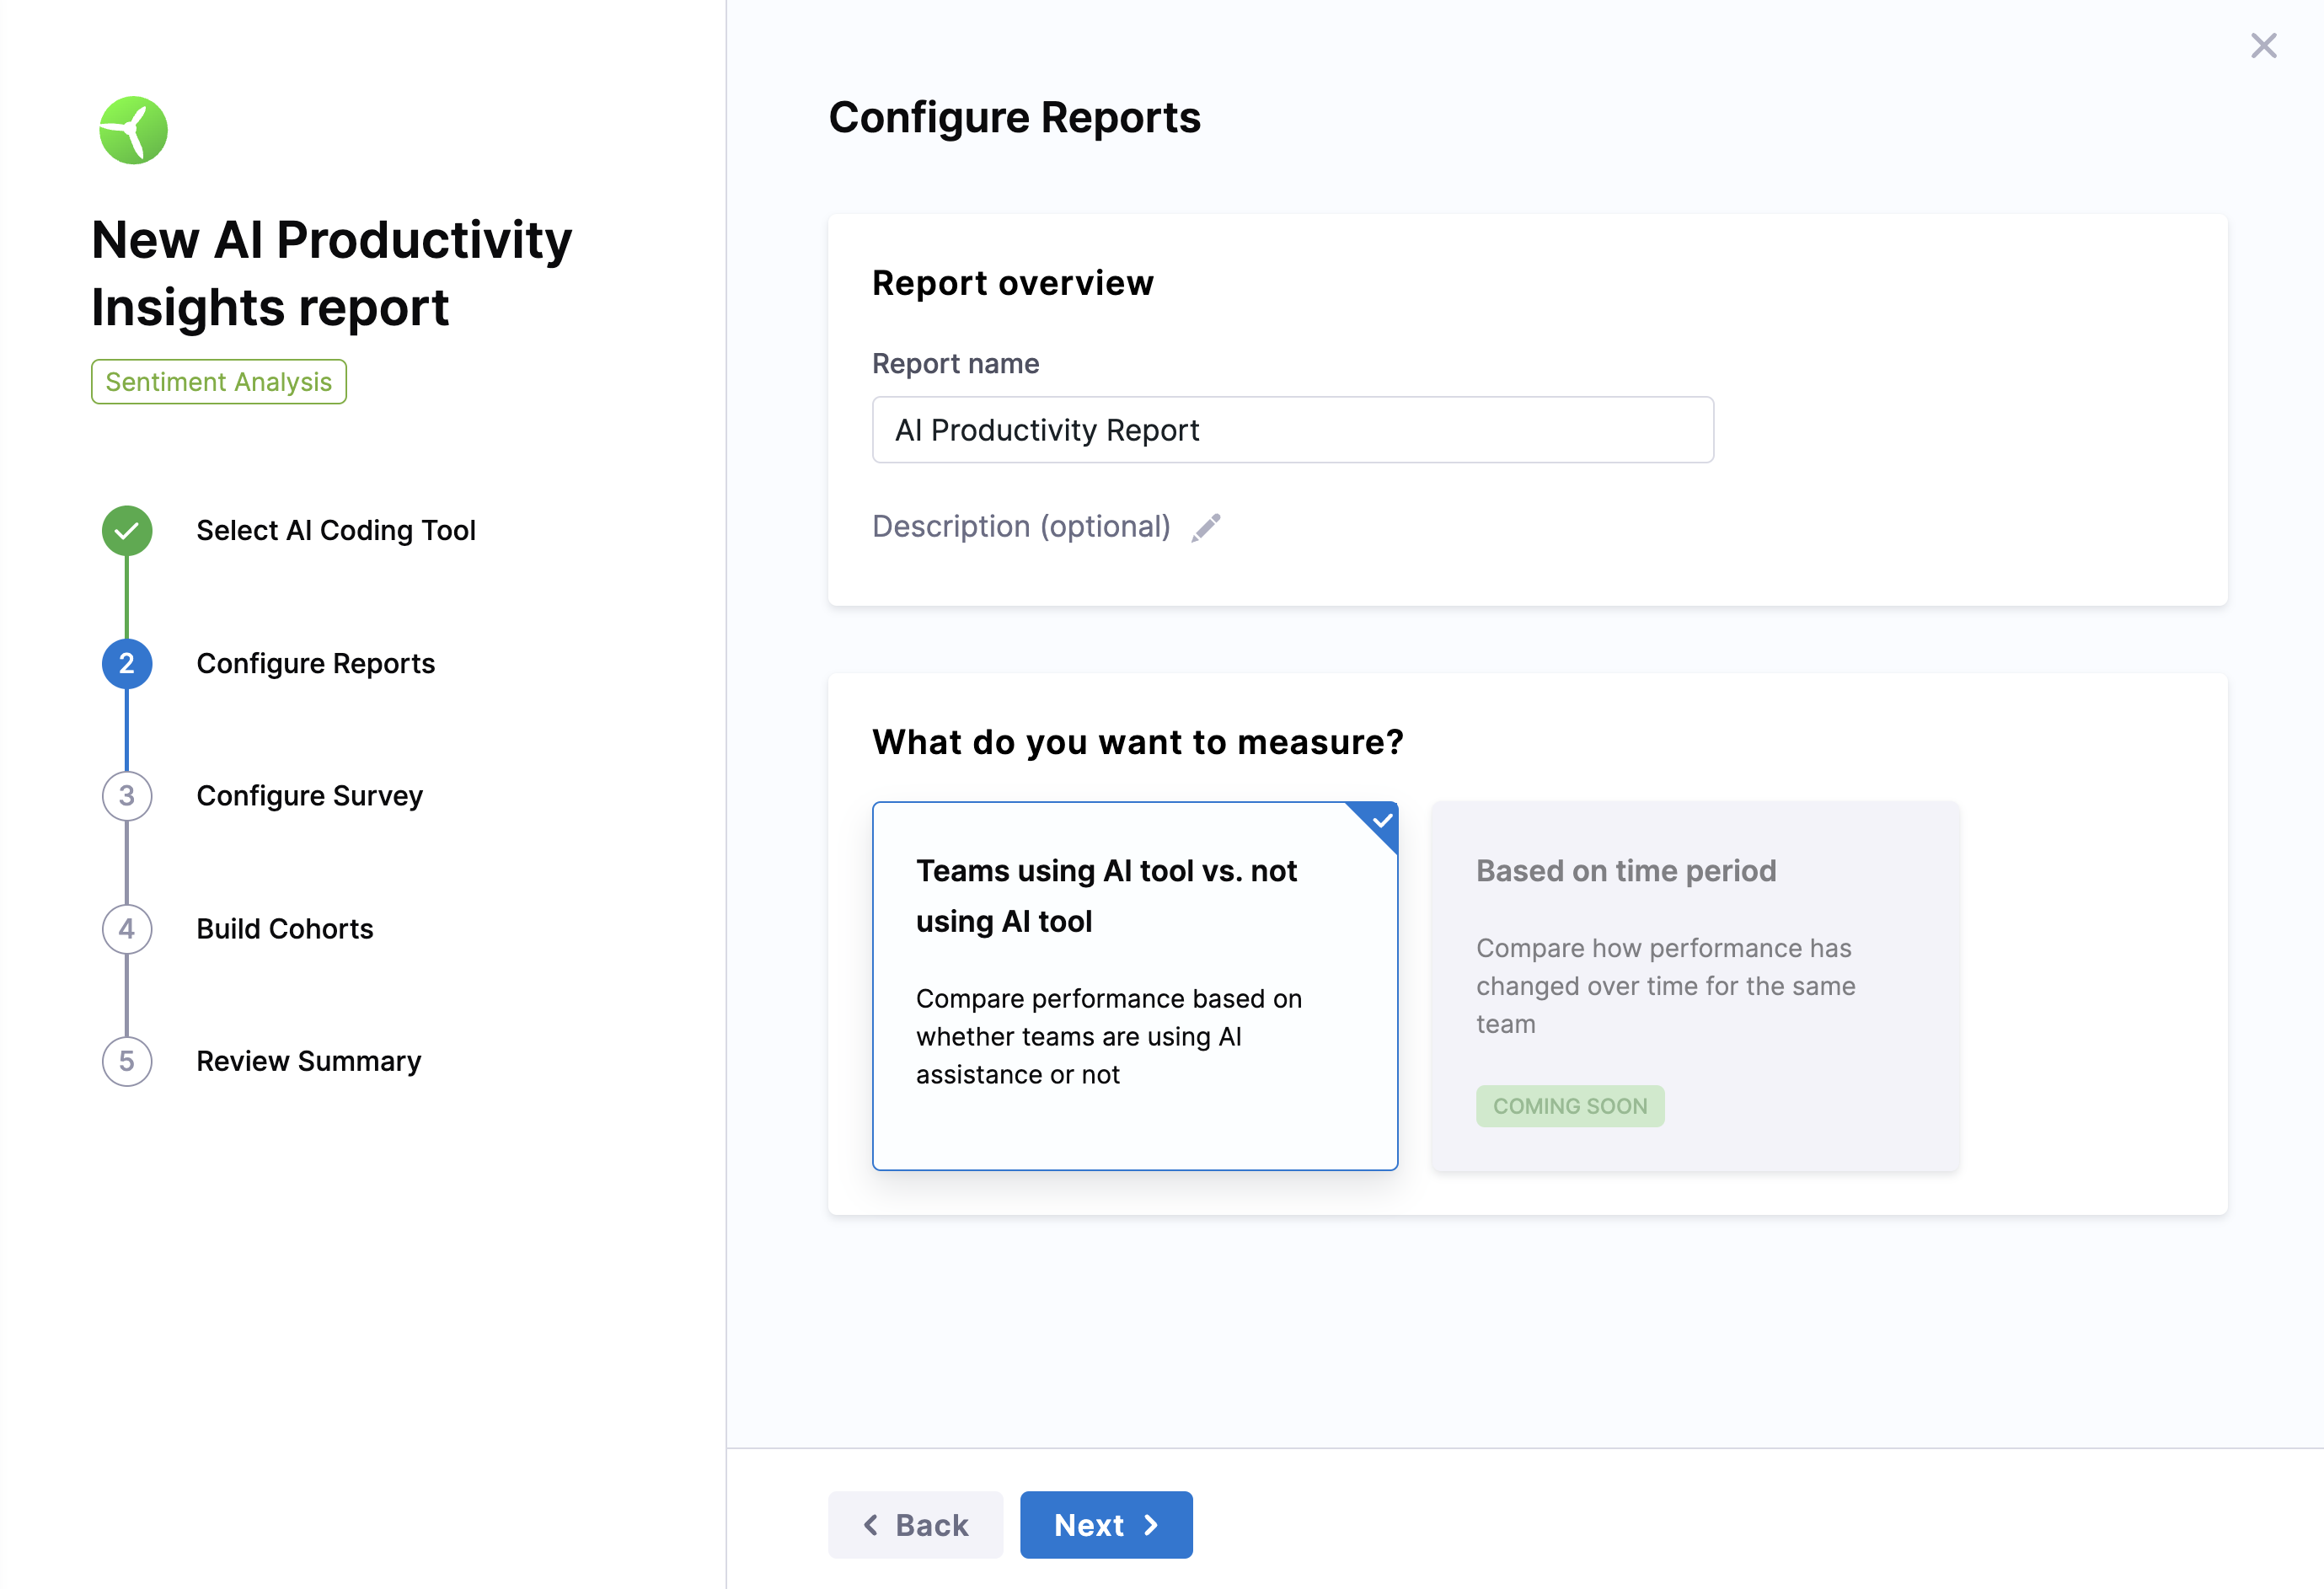 New AI Productivity
Insights report
Sentiment Analysis
Select AI Coding Tool
2 Configure Reports
3 Configure Survey
4 Build Cohorts
5 Review Summary
Configure Reports
Report overview
Report name
AI Productivity Report
Description (optional)
What do you want to measure?
Teams using AI tool vs. not
using AI tool
Compare performance based on
whether teams are using AI
assistance or not
Based on time period
Compare how performance has
changed over time for the same
team
COMING SOON
Back
Next